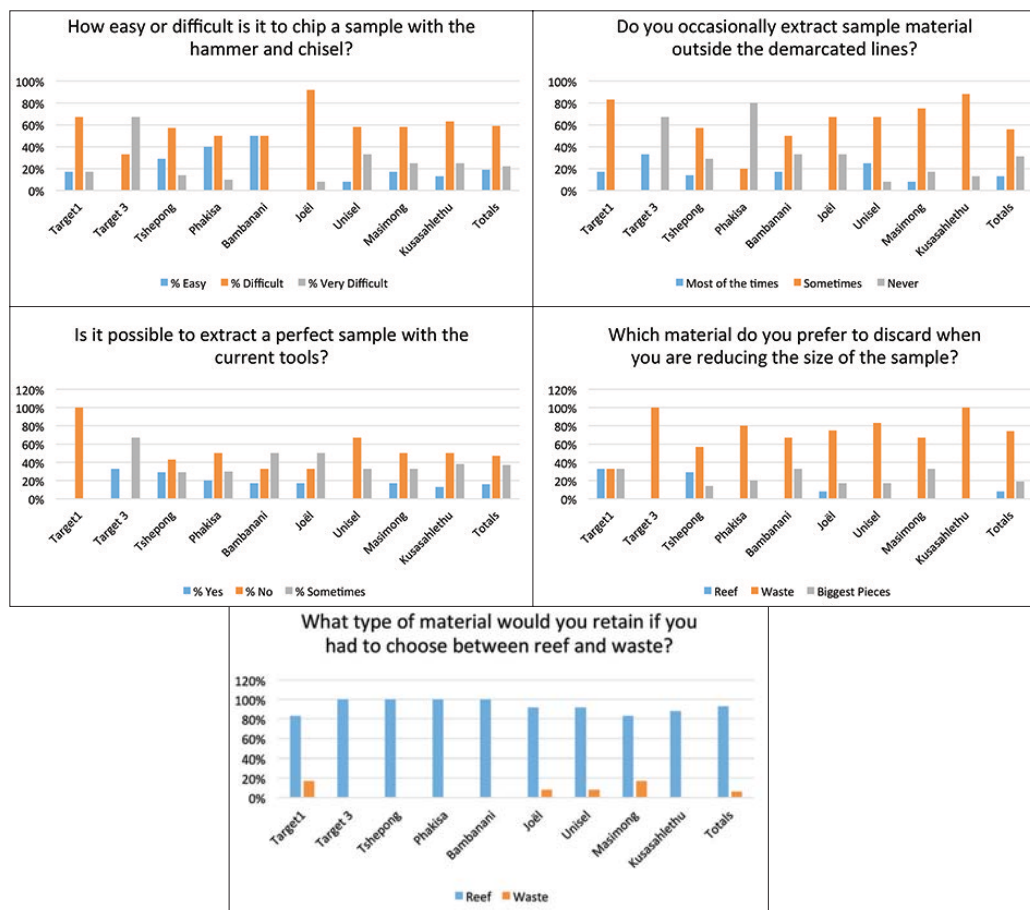 How easy or difficult is it to chip a sample with the
hammer and chisel?
100%
80%
60%
40%
20%
0%
Target1
Target 3
Tshepong
Phakisa
Bambanani
Joël
Unisel
Masimong
Kusasahlethu
Totals
% Easy % Difficult % Very Difficult
Do you occasionally extract sample material
outside the demarcated lines?
100%
80%
60%
40%
20%
0%
Target1
Target 3
Tshepong
Phakisa
Bambanani
Joël
Unisel
Masimong
Kusasahlethu
Totals
Most of the times Sometimes Never
Is it possible to extract a perfect sample with the
current tools?
120%
100%
80%
60%
40%
20%
0%
Target1
Target 3
Tshepong
Phakisa
Bambanani
Joël
Unisel
Masimong
Kusasahlethu
Totals
% Yes % No % Sometimes
Which material do you prefer to discard when
you are reducing the size of the sample?
120%
100%
80%
60%
40%
20%
0%
Target1
Target 3
Tshepong
Phakisa
Bambanani
Joël
Unisel
Masimong
Kusasahlethu
Totals
Reef Waste Biggest Pieces
What type of material would you retain if you
had to choose between reef and waste?
120%
100%
80%
60%
40%
20%
0%
Target1
Target 3
Tshepong
Phakisa
Bambanani
Joël
Unisel
Masimong
Kusasahlethu
Totals
Reef Waste